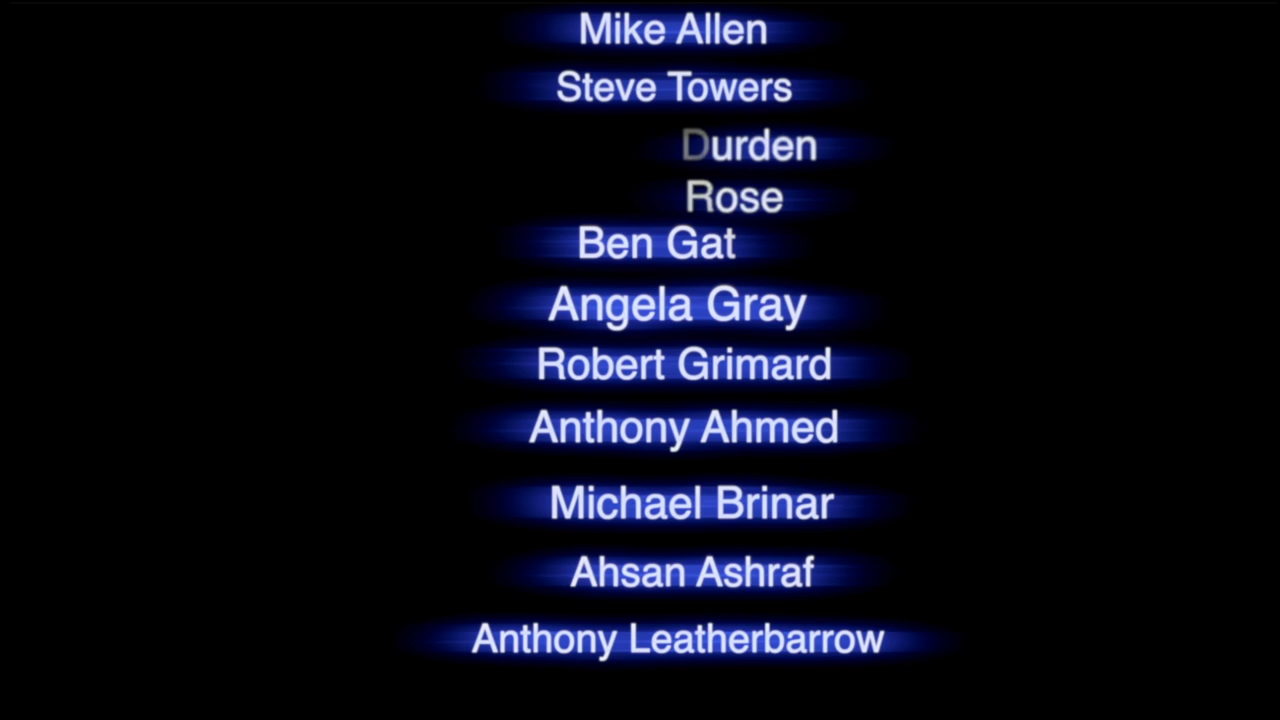 Mike Allen
Steve Towers
Durden
Rose
Ben Gat
Angela Gray
Robert Grimard
Anthony Ahmed
Michael Brinar
Ahsan Ashraf
Anthony Leatherbarrow